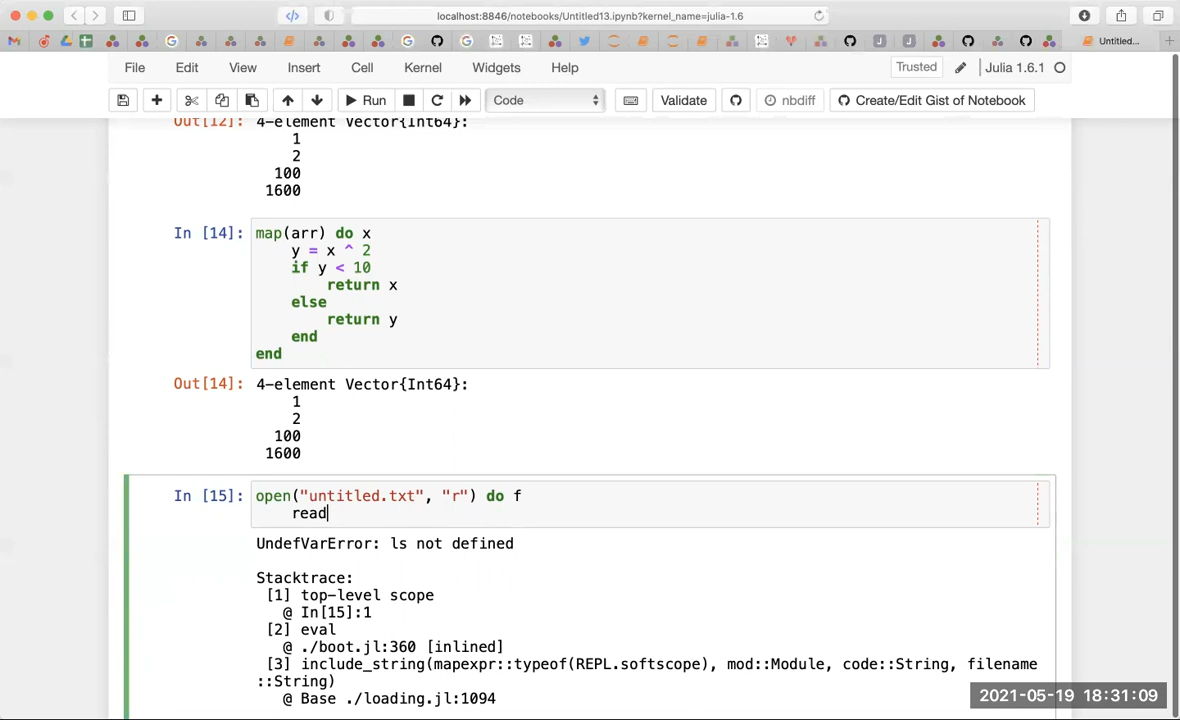 localhost:8846/notebooks/Untitled13.ipynb?kernel_name=julia-1.6
Untitled...
File Edit View Insert Cell Kernel Widgets Help Trusted Julia 1.6.1
Run Code Validate nbdiff Create/Edit Gist of Notebook
Out[12]: 4-element Vector{Int64}:
1
2
100
1600
In [14]: map(arr) do x
y = x ^ 2
if y < 10
return x
else
return y
end
end
Out[14]: 4-element Vector{Int64}:
1
2
100
1600
In [15]: open("untitled.txt", "r") do f
read
UndefVarError: ls not defined
Stacktrace:
[1] top-level scope
@ In[15]:1
[2] eval
@ ./boot.jl:360 [inlined]
[3] include_string(mapexpr::typeof(REPL.softscope), mod::Module, code::String, filename
::String)
@ Base ./loading.jl:1094
2021-05-19 18:31:09